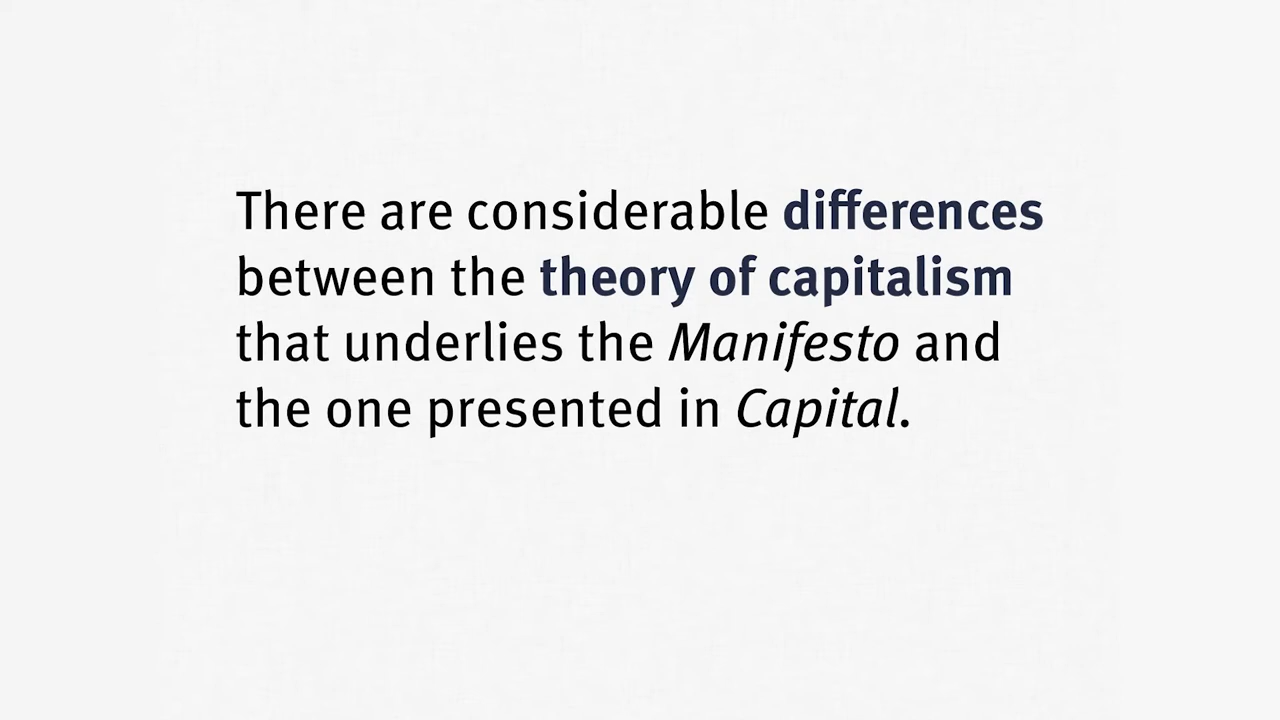 There are considerable differences
between the theory of capitalism
that underlies the Manifesto and
the one presented in Capital.